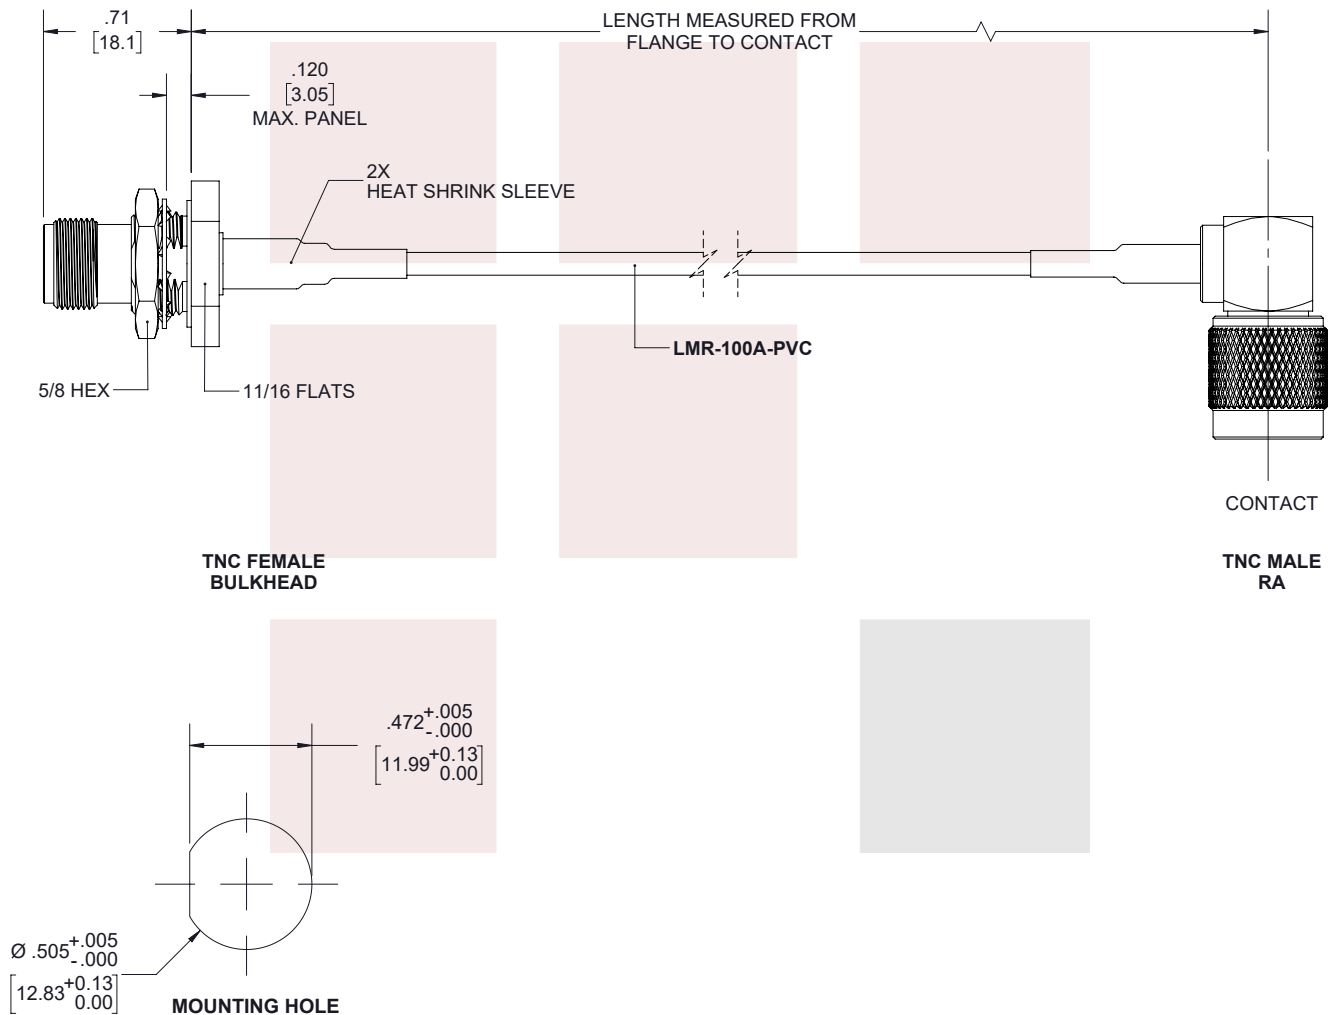 .71
[18.1]
LENGTH MEASURED FROM
FLANGE TO CONTACT
.120
[3.05]
MAX. PANEL
2X
HEAT SHRINK SLEEVE
LMR-100A-PVC
5/8 HEX
11/16 FLATS
CONTACT
TNC FEMALE
BULKHEAD
TNC MALE
RA
.472 +.005
-.000
[11.99 +0.13
0.00]
Ø .505 +.005
-.000
[12.83 +0.13
0.00]
MOUNTING HOLE